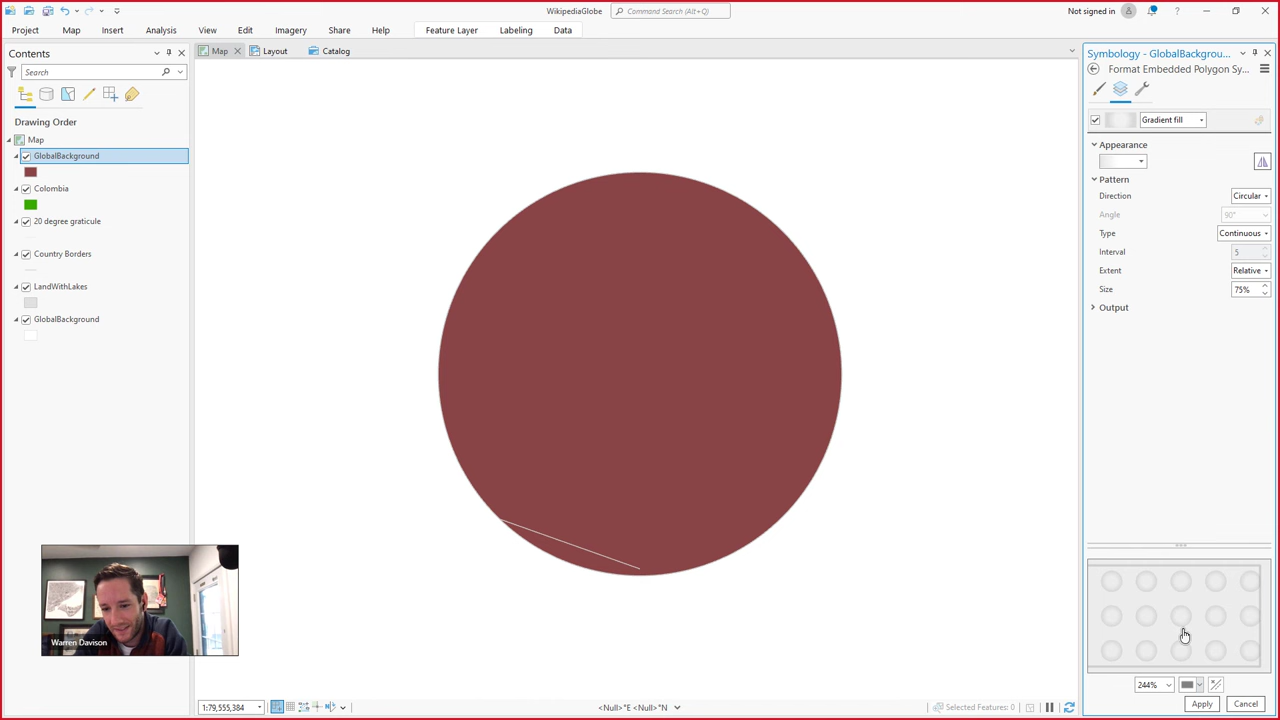 WikipediaGlobe
Command Search (Alt+Q)
Not signed in
?
Project
Map
Insert
Analysis
View
Edit
Imagery
Share
Help
Feature Layer
Labeling
Data
Contents
Search
Drawing Order
Map
GlobalBackground
Colombia
20 degree graticule
Country Borders
LandWithLakes
GlobalBackground
Map
Layout
Catalog
Warren Davison
1:79,555,384
<Null>°E <Null>°N
Selected Features: 0
Symbology - GlobalBackgrou...
Format Embedded Polygon Sy...
Gradient fill
Appearance
Pattern
Direction
Circular
Angle
90°
Type
Continuous
Interval
5
Extent
Relative
Size
75%
Output
244%
Apply
Cancel